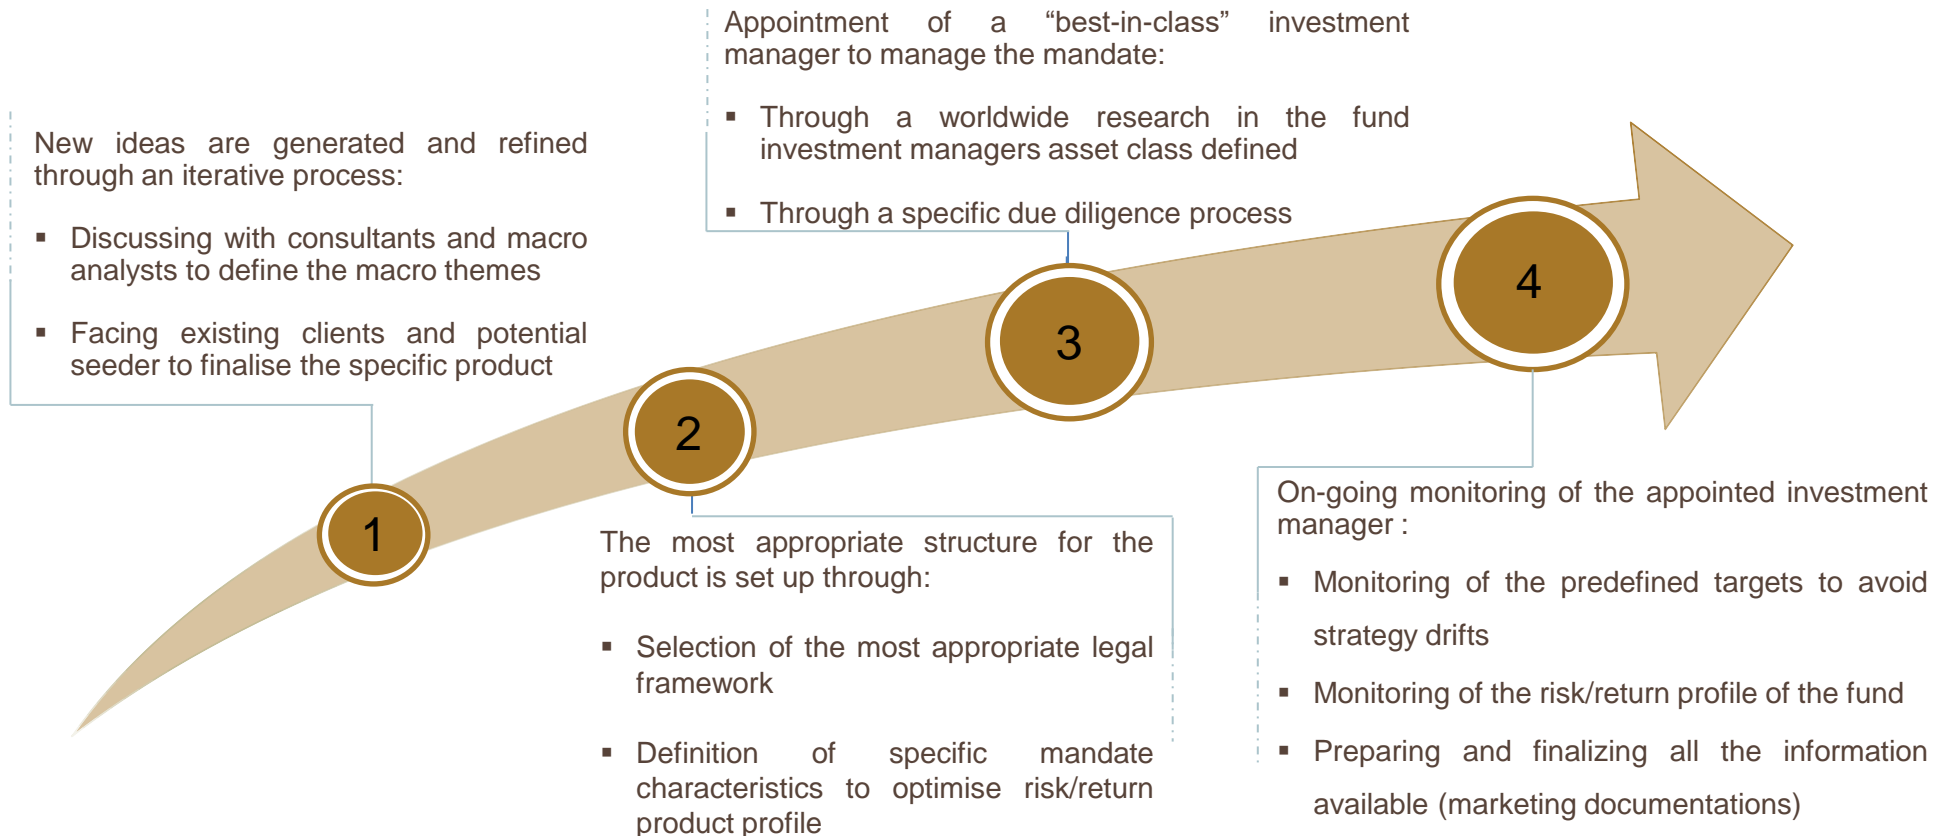 New ideas are generated and refined
through an iterative process:
▪ Discussing with consultants and macro
analysts to define the macro themes
▪ Facing existing clients and potential
seeder to finalise the specific product
1
2
The most appropriate structure for the
product is set up through:
▪ Selection of the most appropriate legal
framework
▪ Definition of specific mandate
characteristics to optimise risk/return
product profile
Appointment of a “best-in-class” investment
manager to manage the mandate:
▪ Through a worldwide research in the fund
investment managers asset class defined
▪ Through a specific due diligence process
3
4
On-going monitoring of the appointed investment
manager :
▪ Monitoring of the predefined targets to avoid
strategy drifts
▪ Monitoring of the risk/return profile of the fund
▪ Preparing and finalizing all the information
available (marketing documentations)